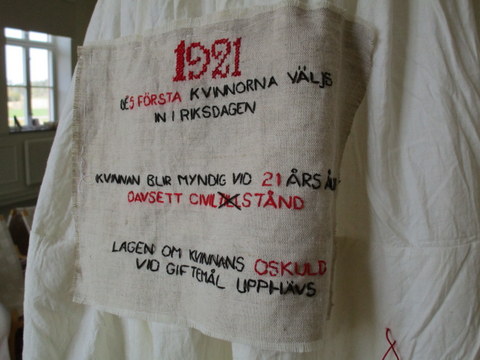 1921
DE 5 FÖRSTA KVINNORNA VÄLJS
IN I RIKSDAGEN
KVINNAN BLIR MYNDIG VID 21 ÅRS
OAVSETT CIVILSTÅND
LAGEN OM KVINNANS OSKULD
VID GIFTEMÅL UPPHÄVS